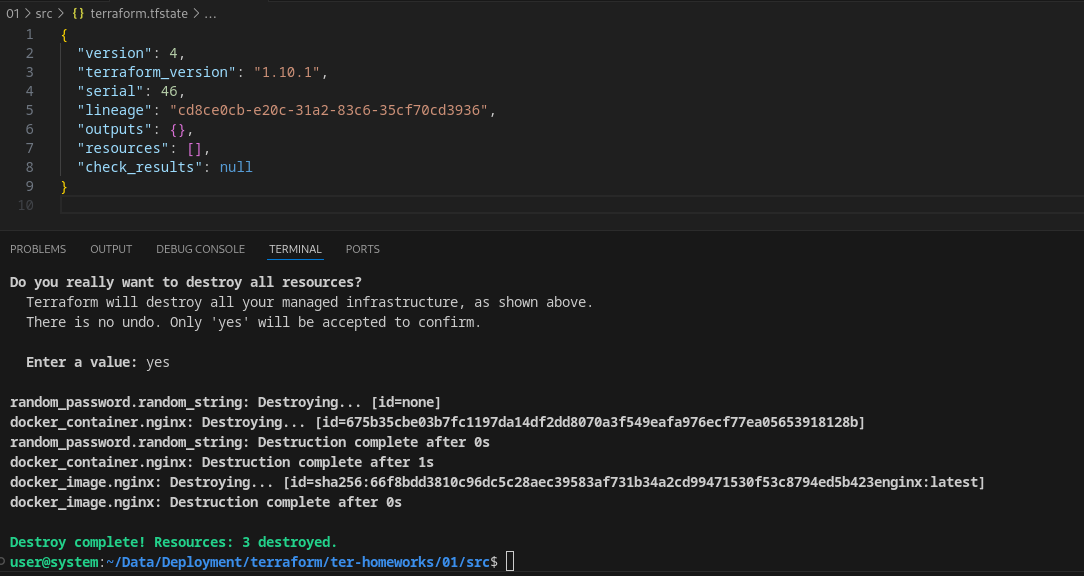 01 > src > {} terraform.tfstate > ...
1 {
2 "version": 4,
3 "terraform_version": "1.10.1",
4 "serial": 46,
5 "lineage": "cd8ce0cb-e20c-31a2-83c6-35cf70cd3936",
6 "outputs": {},
7 "resources": [],
8 "check_results": null
9 }
10
PROBLEMS OUTPUT DEBUG CONSOLE TERMINAL PORTS
Do you really want to destroy all resources?
Terraform will destroy all your managed infrastructure, as shown above.
There is no undo. Only 'yes' will be accepted to confirm.
Enter a value: yes
random_password.random_string: Destroying... [id=none]
docker_container.nginx: Destroying... [id=675b35cbe03b7fc1197da14df2dd8070a3f549eafa976ecf77ea05653918128b]
random_password.random_string: Destruction complete after 0s
docker_container.nginx: Destruction complete after 1s
docker_image.nginx: Destroying... [id=sha256:66f8bdd3810c96dc5c28aec39583af731b34a2cd99471530f53c8794ed5b423enginx:latest]
docker_image.nginx: Destruction complete after 0s
Destroy complete! Resources: 3 destroyed.
user@system:~/Data/Deployment/terraform/ter-homeworks/01/src$